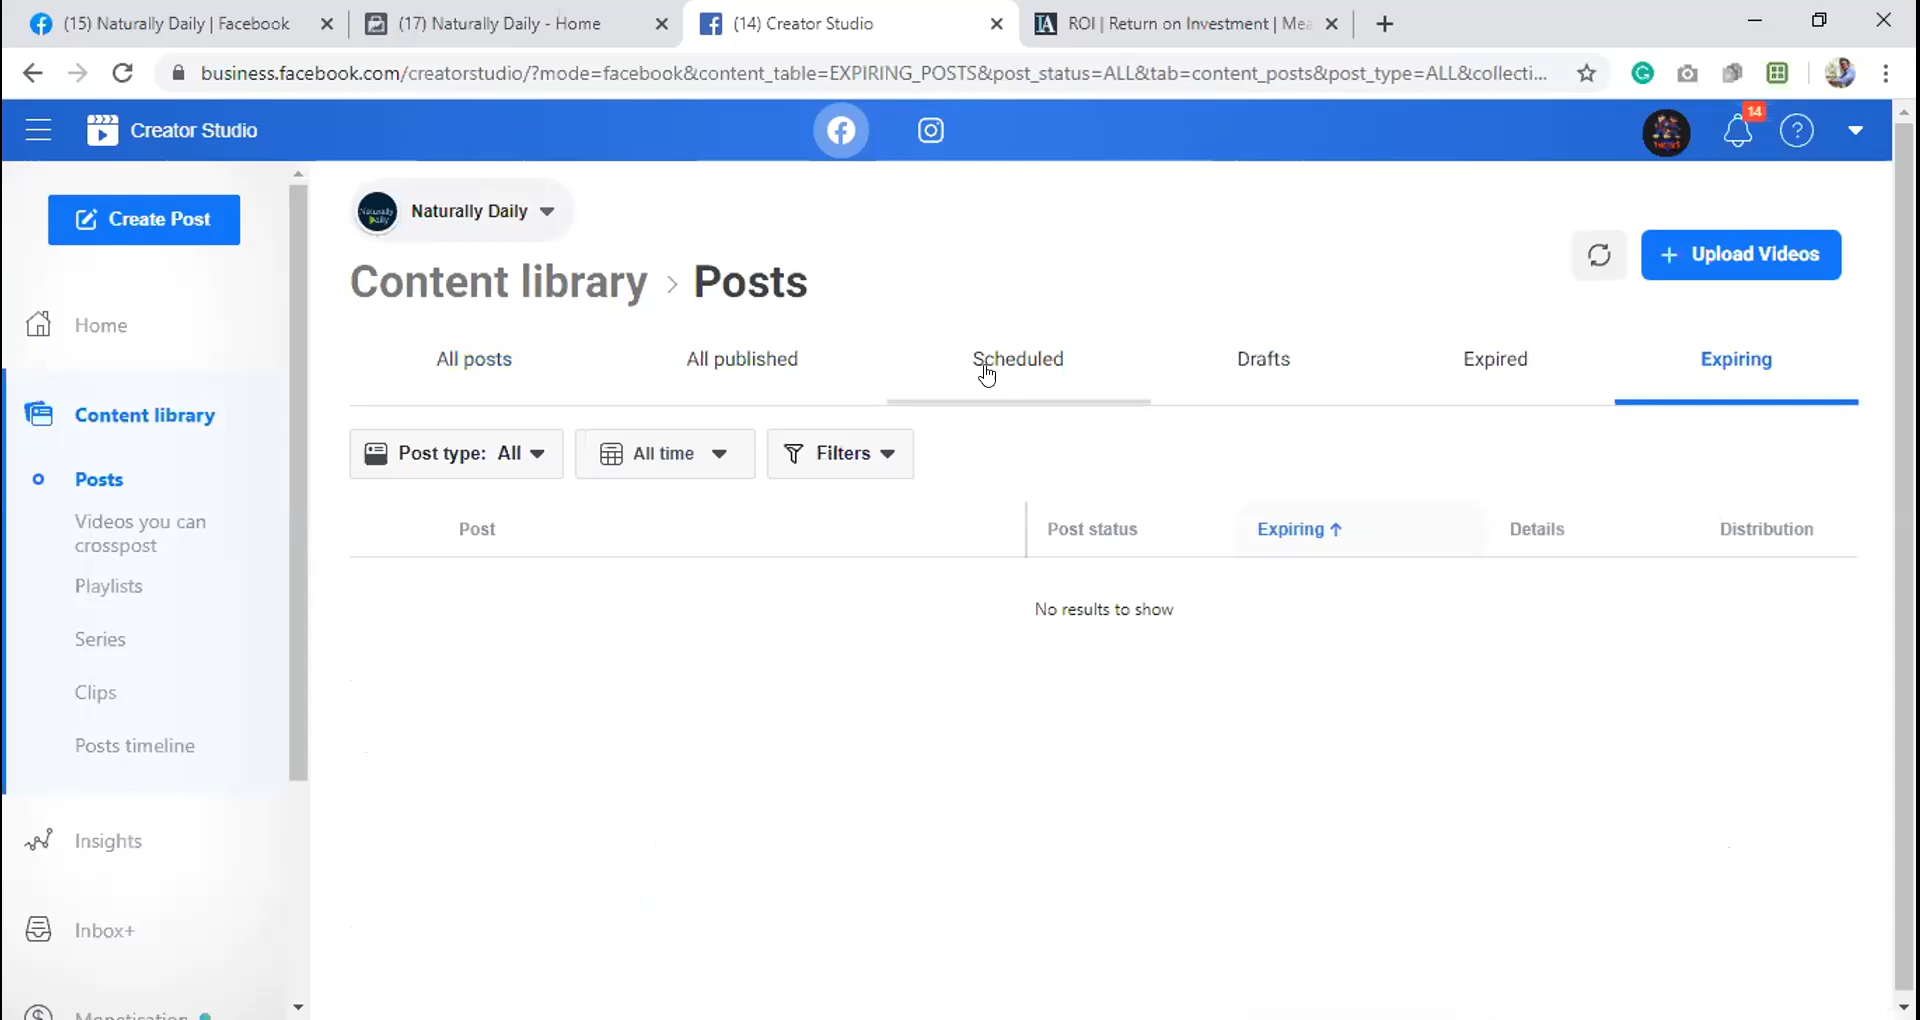 (15) Naturally Daily | Facebook
(17) Naturally Daily - Home
(14) Creator Studio
ROI | Return on Investment | Mea
business.facebook.com/creatorstudio/?mode=facebook&content_table=EXPIRING_POSTS&post_status=ALL&tab=content_posts&post_type=ALL&collecti...
Creator Studio
14
Create Post
Naturally Daily
Naturally Daily
Upload Videos
Content library > Posts
Home
All posts
All published
Scheduled
Drafts
Expired
Expiring
Content library
Post type: All
All time
Filters
Posts
Videos you can
crosspost
Playlists
Series
Clips
Posts timeline
Post
Post status
Expiring ↑
Details
Distribution
No results to show
Insights
Inbox+
Monetisation